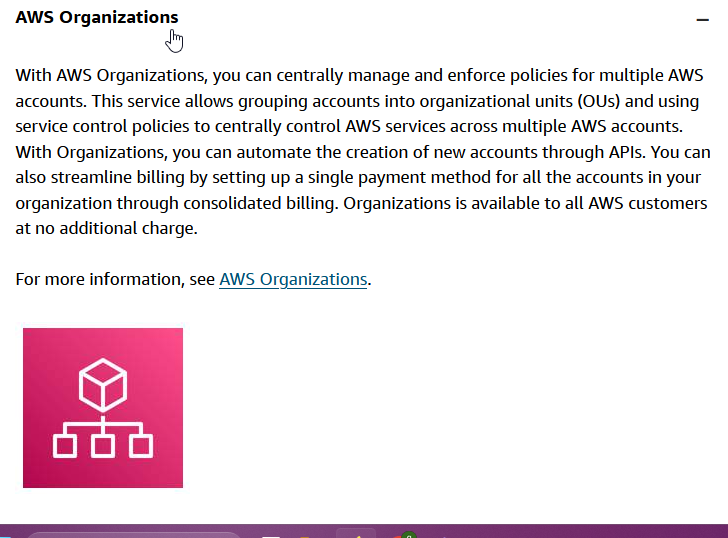 AWS Organizations
With AWS Organizations, you can centrally manage and enforce policies for multiple AWS
accounts. This service allows grouping accounts into organizational units (OUs) and using
service control policies to centrally control AWS services across multiple AWS accounts.
With Organizations, you can automate the creation of new accounts through APIs. You can
also streamline billing by setting up a single payment method for all the accounts in your
organization through consolidated billing. Organizations is available to all AWS customers
at no additional charge.
For more information, see AWS Organizations.